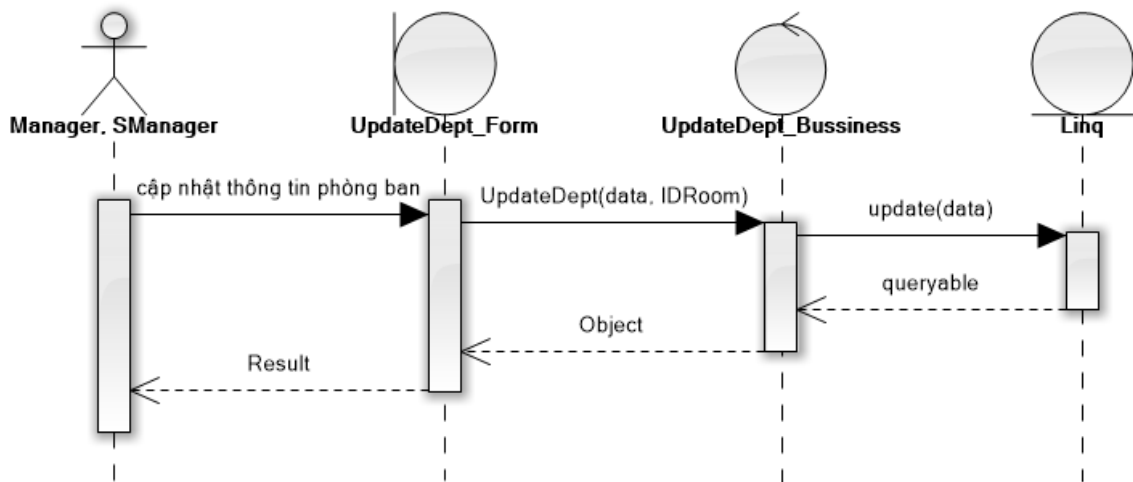 Manager, SManager
UpdateDept_Form
UpdateDept_Bussiness
Linq
cập nhật thông tin phòng ban
UpdateDept(data, IDRoom)
update(data)
queryable
Object
Result